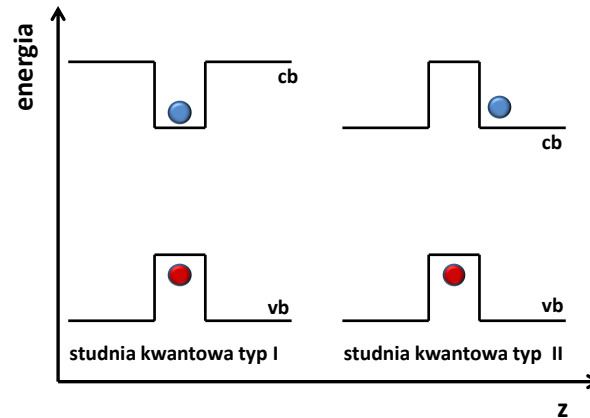 energia
cb
cb
vb
vb
studnia kwantowa typ I
studnia kwantowa typ II
z